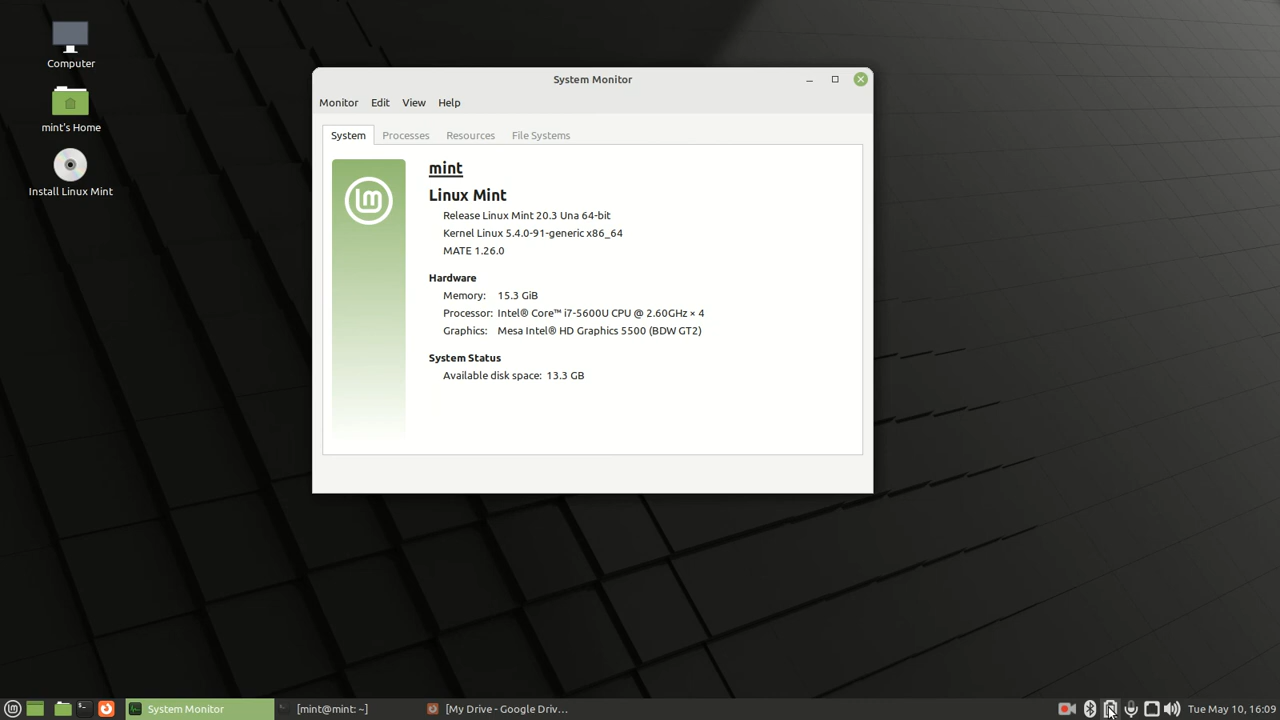 Computer
mint's Home
Install Linux Mint
System Monitor
Monitor Edit View Help
System Processes Resources File Systems
mint
Linux Mint
Release Linux Mint 20.3 Una 64-bit
Kernel Linux 5.4.0-91-generic x86_64
MATE 1.26.0
Hardware
Memory: 15.3 GiB
Processor: Intel® Core™ i7-5600U CPU @ 2.60GHz × 4
Graphics: Mesa Intel® HD Graphics 5500 (BDW GT2)
System Status
Available disk space: 13.3 GB
System Monitor [mint@mint: ~] [My Drive - Google Driv... Tue May 10, 16:09